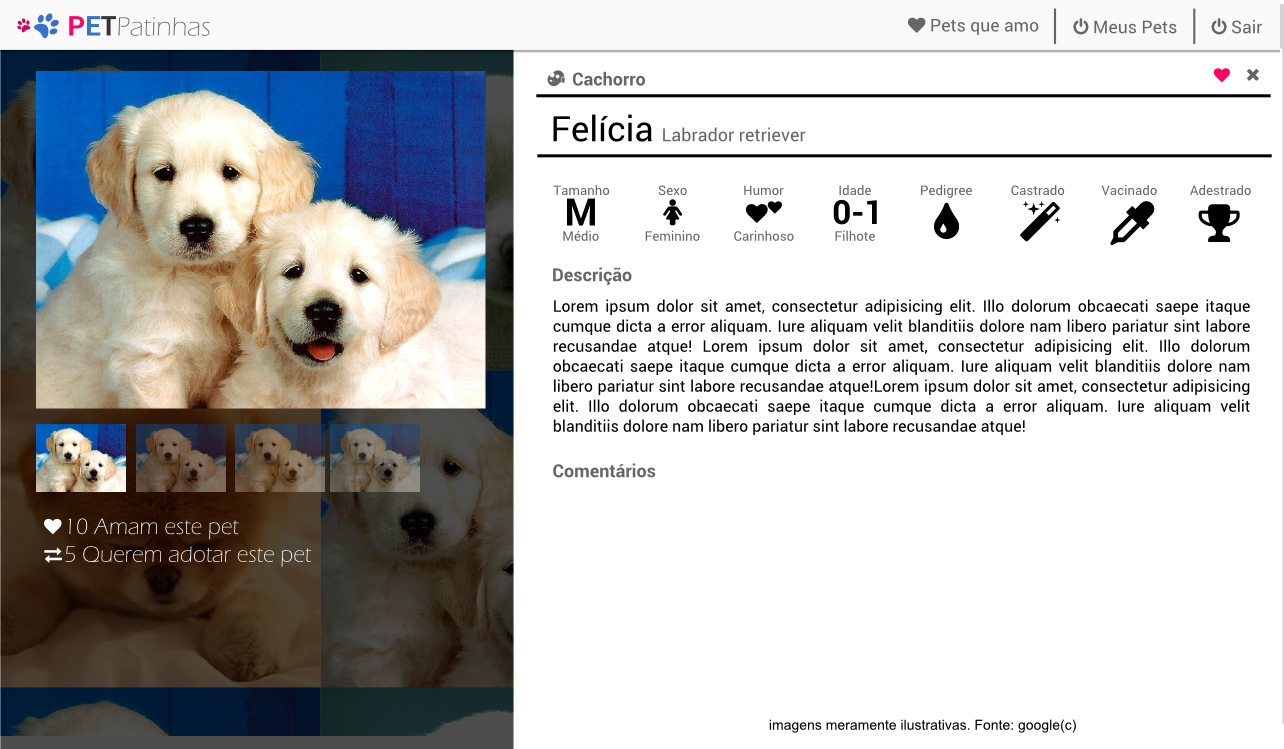 PETPatinhas
Pets que amo
Meus Pets
Sair
Cachorro
Felícia Labrador retriever
Tamanho
M
Médio
Sexo
Feminino
Humor
Carinhoso
Idade
0-1
Filhote
Pedigree
Castrado
Vacinado
Adestrado
Descrição
Lorem ipsum dolor sit amet, consectetur adipisicing elit. Illo dolorum obcaecati saepe itaque
cumque dicta a error aliquam. Iure aliquam velit blanditiis dolore nam libero pariatur sint labore
recusandae atque! Lorem ipsum dolor sit amet, consectetur adipisicing elit. Illo dolorum
obcaecati saepe itaque cumque dicta a error aliquam. Iure aliquam velit blanditiis dolore nam
libero pariatur sint labore recusandae atque!Lorem ipsum dolor sit amet, consectetur adipisicing
elit. Illo dolorum obcaecati saepe itaque cumque dicta a error aliquam. Iure aliquam velit
blanditiis dolore nam libero pariatur sint labore recusandae atque!
Comentários
10 Amam este pet
5 Querem adotar este pet
imagens meramente ilustrativas. Fonte: google(c)